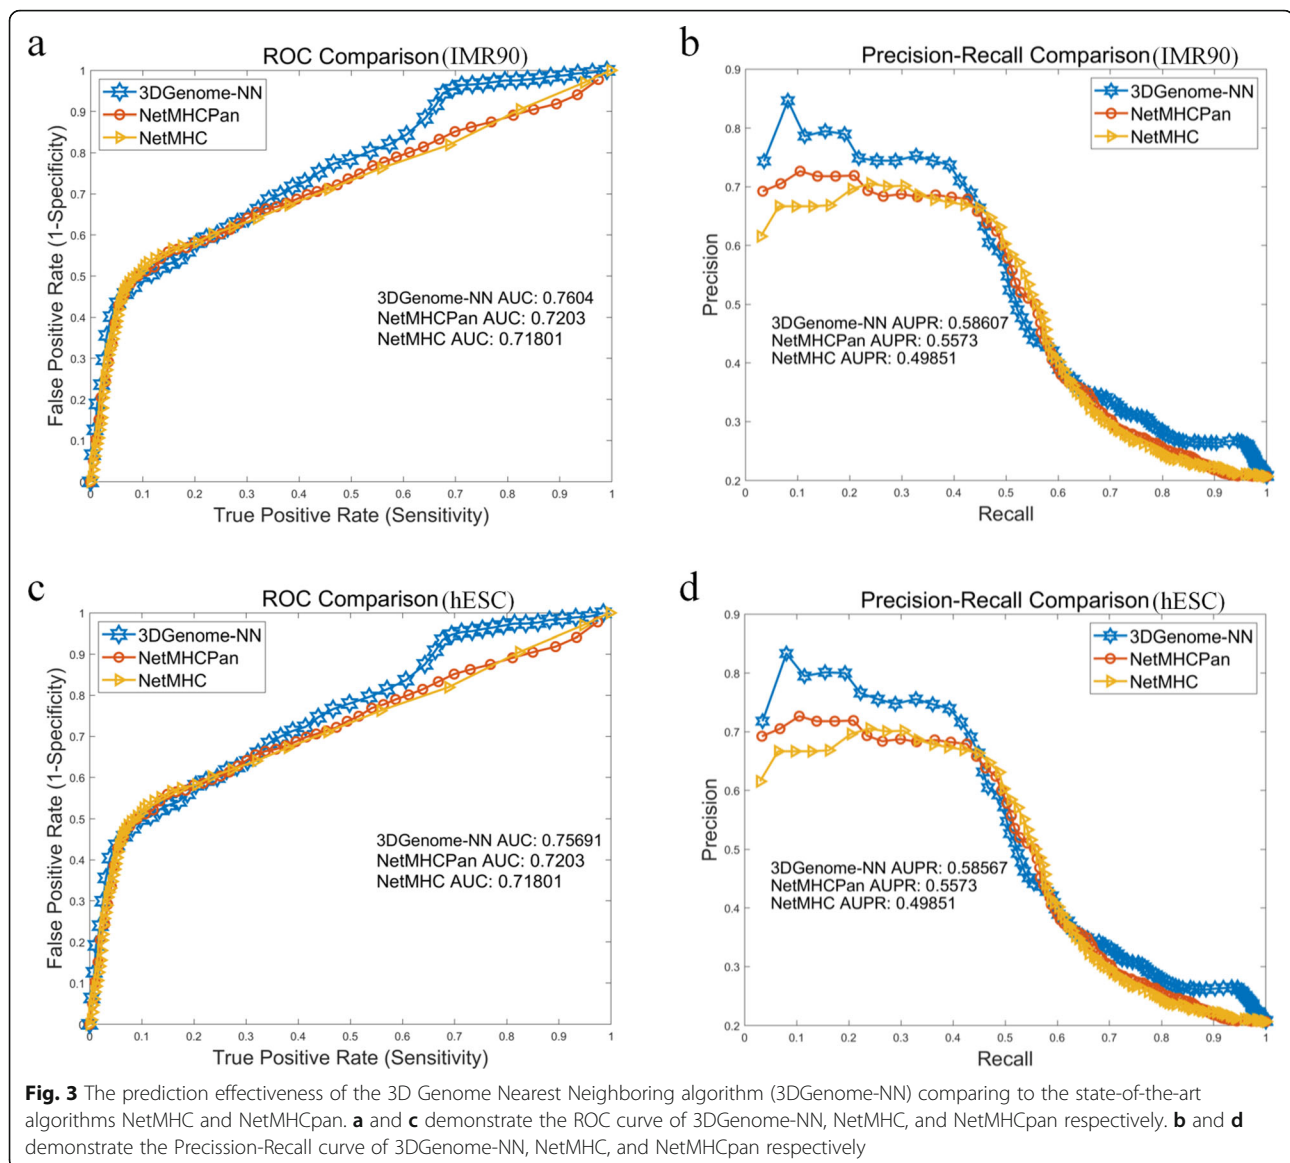 a
ROC Comparison (IMR90)
3DGenome-NN
NetMHCPan
NetMHC
False Positive Rate (1-Specificity)
1
0.9
0.8
0.7
0.6
0.5
0.4
0.3
0.2
0.1
0
3DGenome-NN AUC: 0.7604
NetMHCPan AUC: 0.7203
NetMHC AUC: 0.71801
0 0.1 0.2 0.3 0.4 0.5 0.6 0.7 0.8 0.9 1
True Positive Rate (Sensitivity)
b
Precision-Recall Comparison (IMR90)
3DGenome-NN
NetMHCPan
NetMHC
Precision
0.9
0.8
0.7
0.6
0.5
0.4
0.3
0.2
3DGenome-NN AUPR: 0.58607
NetMHCPan AUPR: 0.5573
NetMHC AUPR: 0.49851
0 0.1 0.2 0.3 0.4 0.5 0.6 0.7 0.8 0.9 1
Recall
c
ROC Comparison (hESC)
3DGenome-NN
NetMHCPan
NetMHC
False Positive Rate (1-Specificity)
1
0.9
0.8
0.7
0.6
0.5
0.4
0.3
0.2
0.1
0
3DGenome-NN AUC: 0.75691
NetMHCPan AUC: 0.7203
NetMHC AUC: 0.71801
0 0.1 0.2 0.3 0.4 0.5 0.6 0.7 0.8 0.9 1
True Positive Rate (Sensitivity)
d
Precision-Recall Comparison (hESC)
3DGenome-NN
NetMHCPan
NetMHC
Precision
0.9
0.8
0.7
0.6
0.5
0.4
0.3
0.2
3DGenome-NN AUPR: 0.58567
NetMHCPan AUPR: 0.5573
NetMHC AUPR: 0.49851
0 0.1 0.2 0.3 0.4 0.5 0.6 0.7 0.8 0.9 1
Recall
Fig. 3 The prediction effectiveness of the 3D Genome Nearest Neighboring algorithm (3DGenome-NN) comparing to the state-of-the-art
algorithms NetMHC and NetMHCpan. a and c demonstrate the ROC curve of 3DGenome-NN, NetMHC, and NetMHCpan respectively. b and d
demonstrate the Precission-Recall curve of 3DGenome-NN, NetMHC, and NetMHCpan respectively